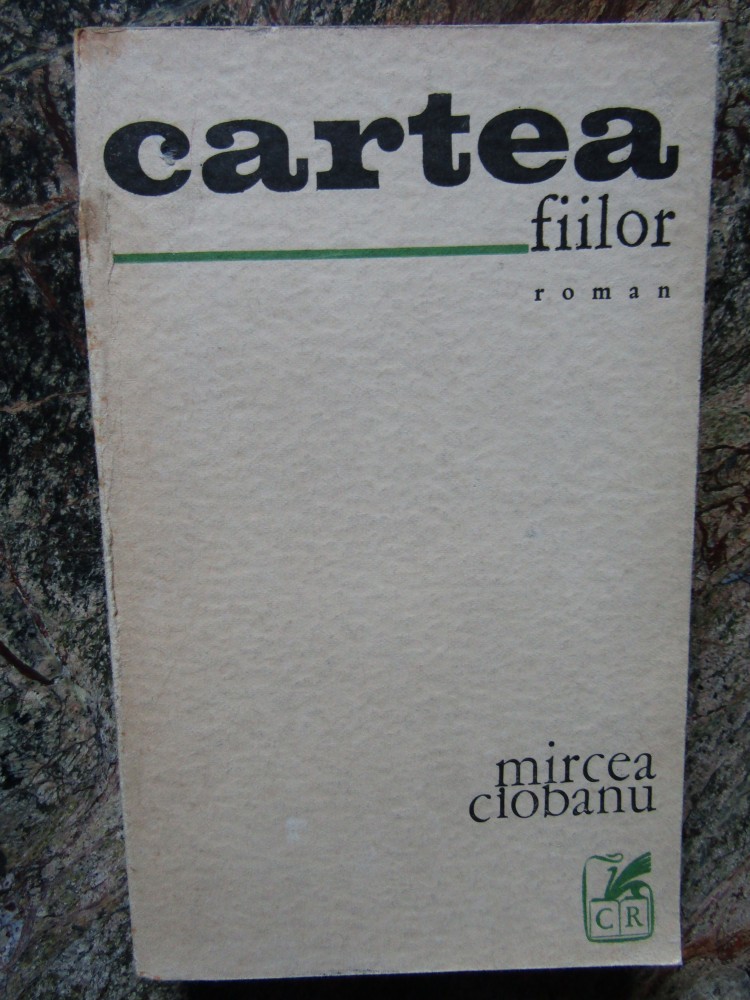 cartea
fiilor
roman
mircea
ciobanu
CR